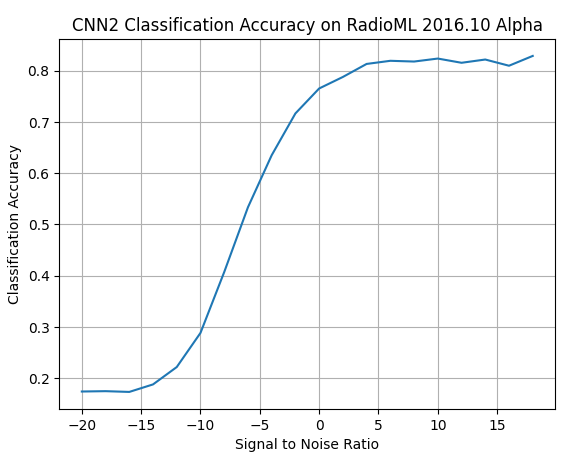 CNN2 Classification Accuracy on RadioML 2016.10 Alpha
Classification Accuracy
0.8
0.7
0.6
0.5
0.4
0.3
0.2
−20 −15 −10 −5 0 5 10 15
Signal to Noise Ratio